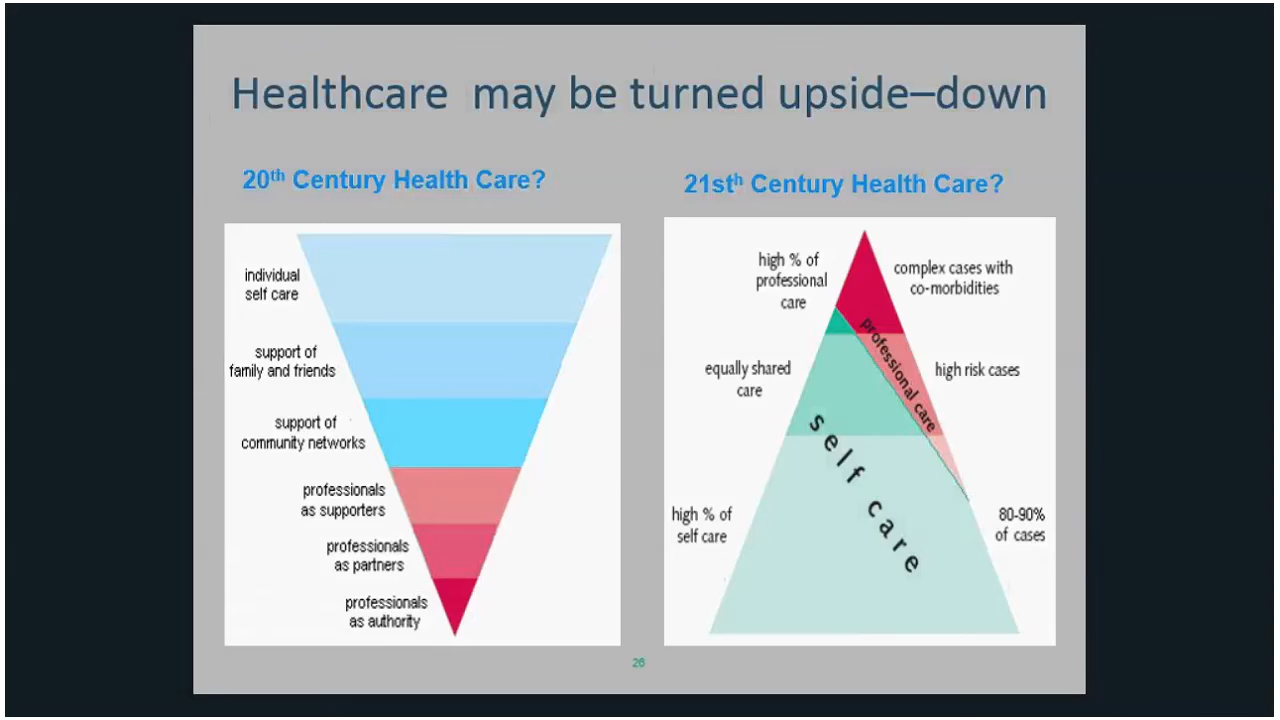 Healthcare  may be turned upside–down
20th Century Health Care?
individual
self care
support of
family and friends
support of
community networks
professionals
as supporters
professionals
as partners
professionals
as authority
21sth Century Health Care?
high % of
professional
care
complex cases with
co-morbidities
equally shared
care
high risk cases
professional care
self care
high % of
self care
80-90%
of cases
26